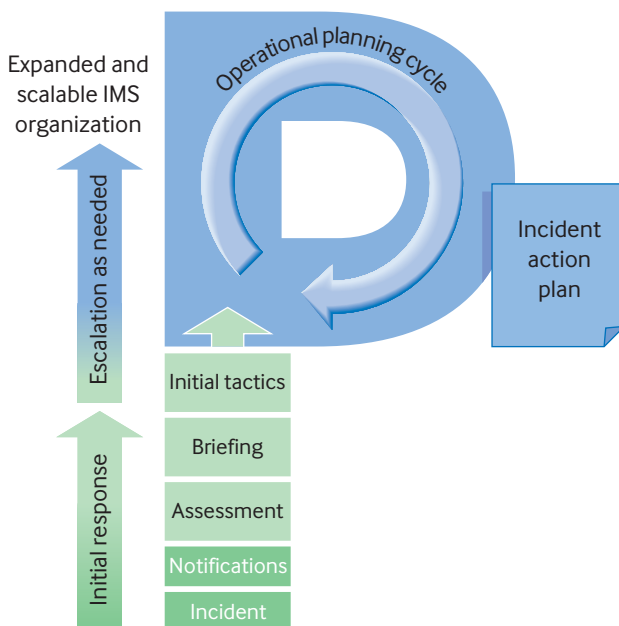 Operational planning cycle
Expanded and
scalable IMS
organization
Escalation as needed
Incident
action
plan
Initial tactics
Briefing
Assessment
Notifications
Incident
Initial response